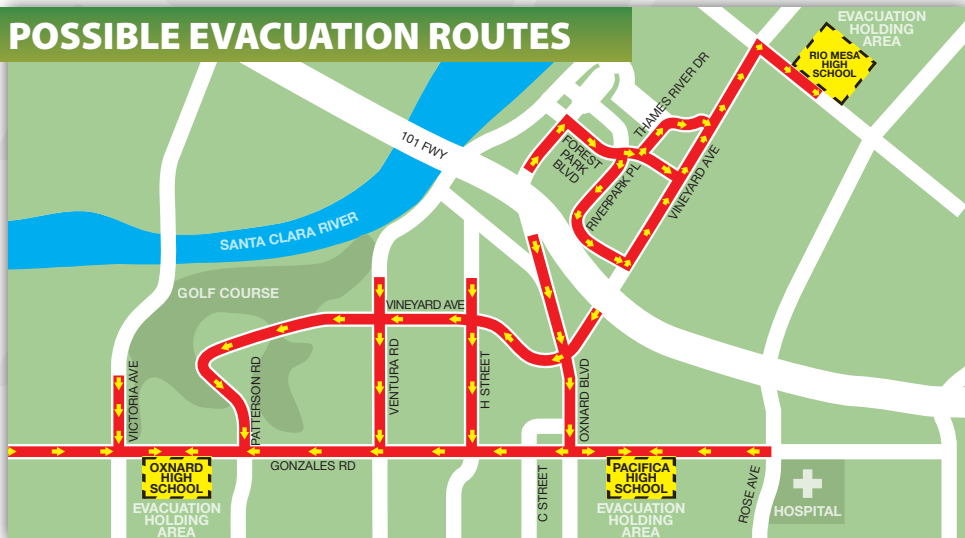 POSSIBLE EVACUATION ROUTES
EVACUATION
HOLDING
AREA
RIO MESA
HIGH
SCHOOL
THAMES RIVER DR
101 FWY
FOREST
PARK
BLVD
RIVERPARK PL
VINEYARD AVE
SANTA CLARA RIVER
GOLF COURSE
VINEYARD AVE
VICTORIA AVE
PATTERSON RD
VENTURA RD
H STREET
OXNARD BLVD
GONZALES RD
OXNARD
HIGH
SCHOOL
EVACUATION
HOLDING
AREA
C STREET
PACIFICA
HIGH
SCHOOL
EVACUATION
HOLDING
AREA
ROSE AVE
HOSPITAL